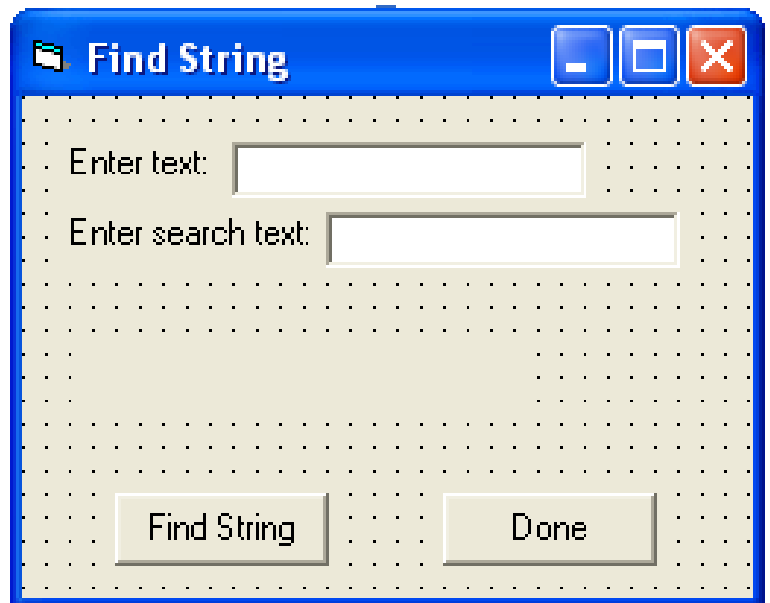 Find String
Enter text:
Enter search text:
Find String Done